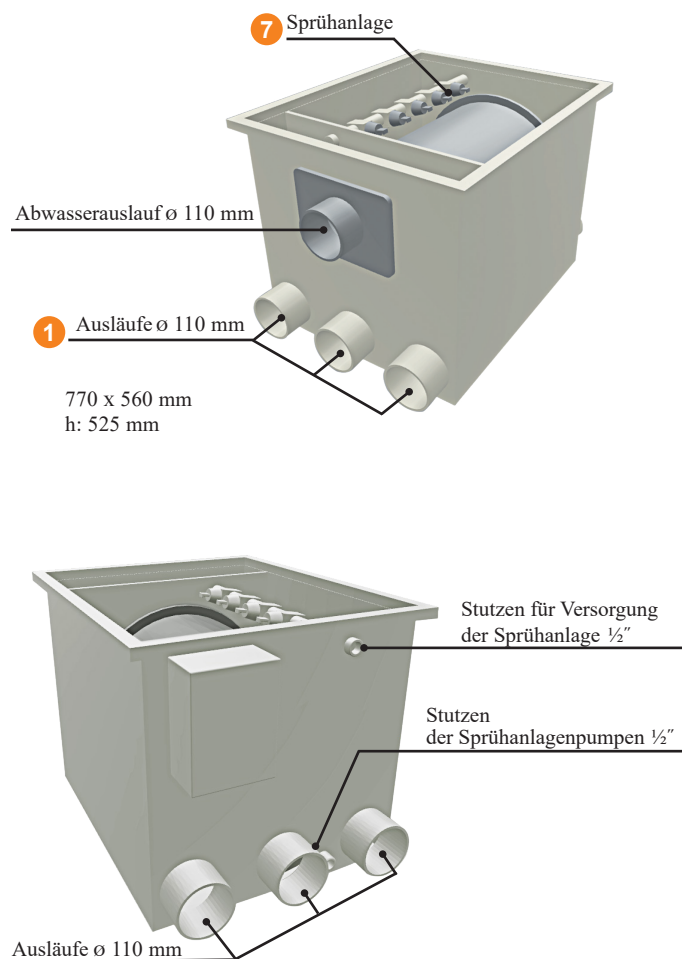 7 Sprühanlage
Abwasserauslauf ø 110 mm
1 Ausläufe ø 110 mm
770 x 560 mm
h: 525 mm
Stutzen für Versorgung
der Sprühanlage ½″
Stutzen
der Sprühanlagenpumpen ½″
Ausläufe ø 110 mm